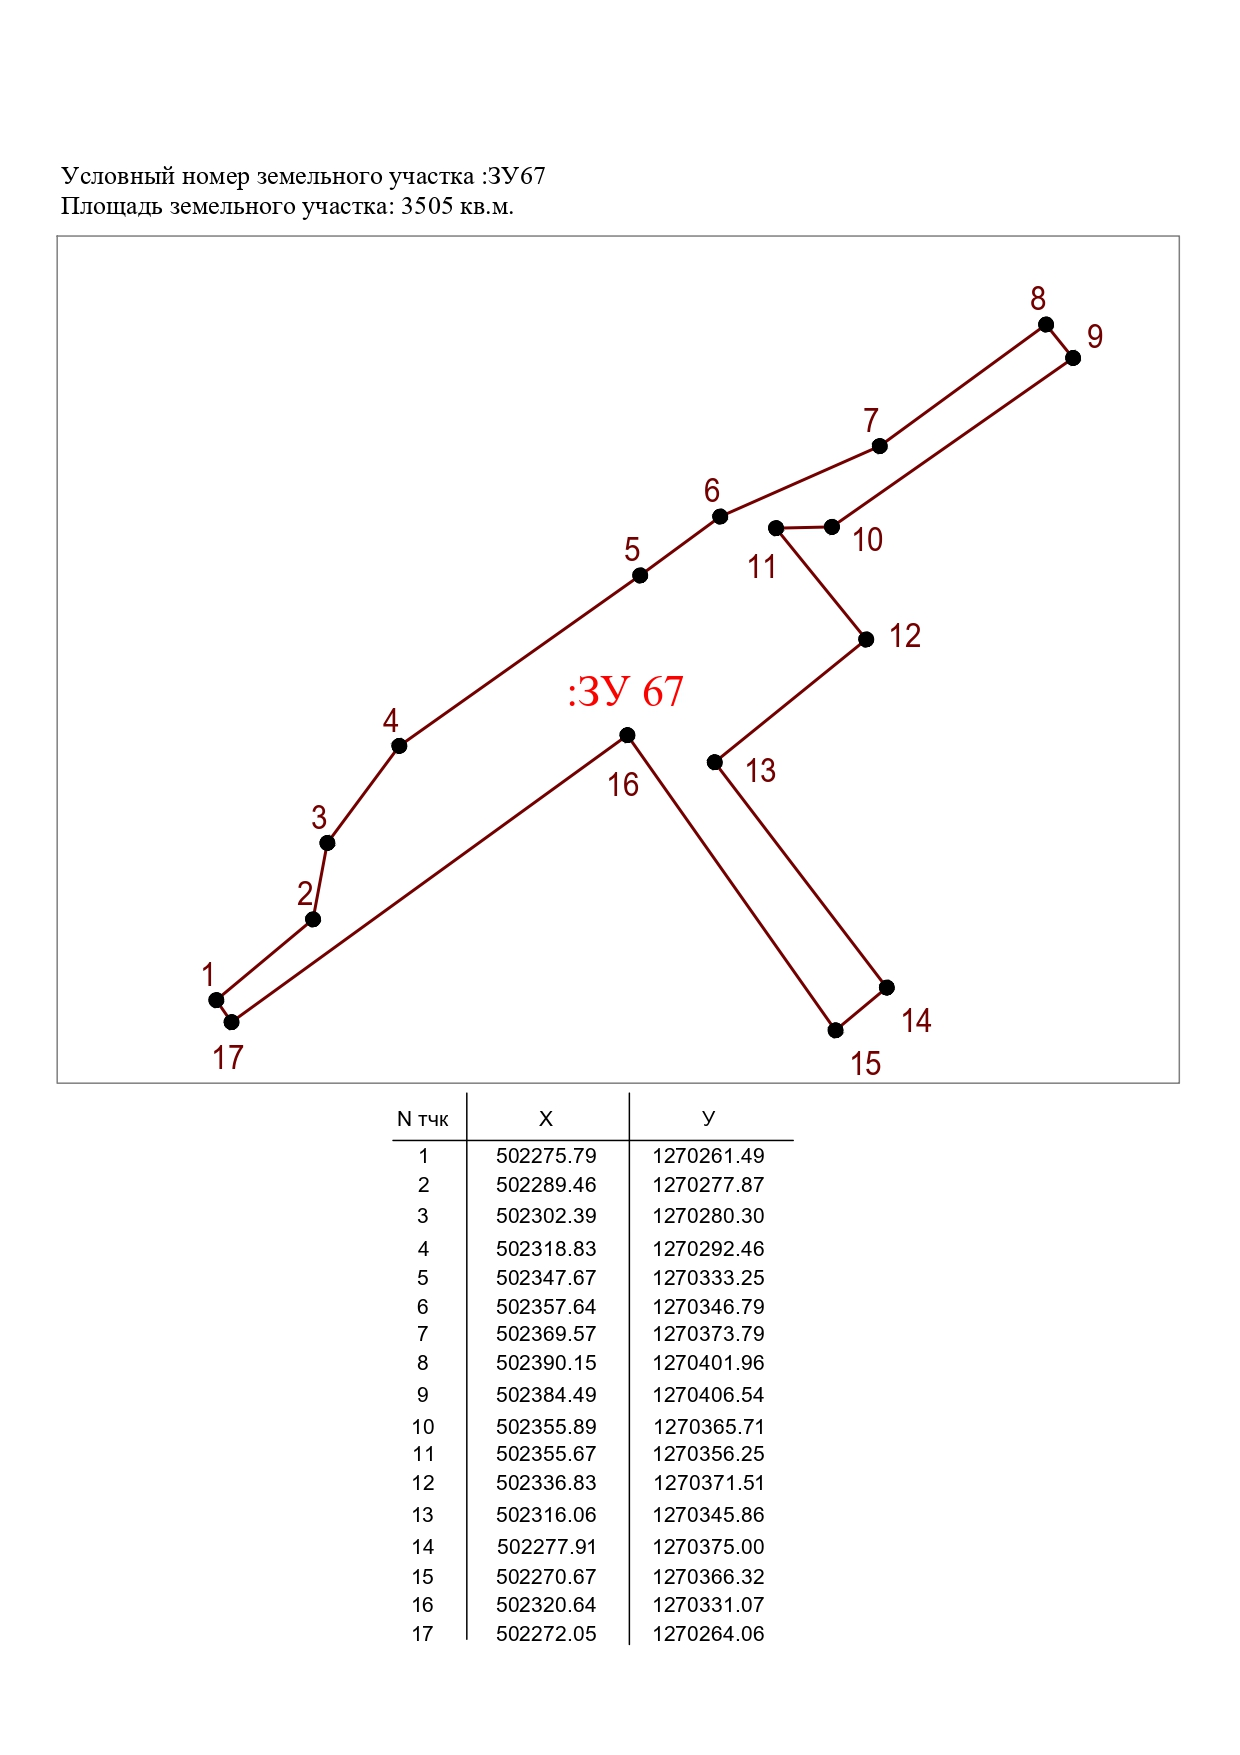 Условный номер земельного участка :ЗУ67
Площадь земельного участка: 3505 кв.м.
8
9
7
6
10
5
11
12
:ЗУ 67
4
13
16
3
2
1
14
17
15
N тчк X У
1 502275.79 1270261.49
2 502289.46 1270277.87
3 502302.39 1270280.30
4 502318.83 1270292.46
5 502347.67 1270333.25
6 502357.64 1270346.79
7 502369.57 1270373.79
8 502390.15 1270401.96
9 502384.49 1270406.54
10 502355.89 1270365.71
11 502355.67 1270356.25
12 502336.83 1270371.51
13 502316.06 1270345.86
14 502277.91 1270375.00
15 502270.67 1270366.32
16 502320.64 1270331.07
17 502272.05 1270264.06